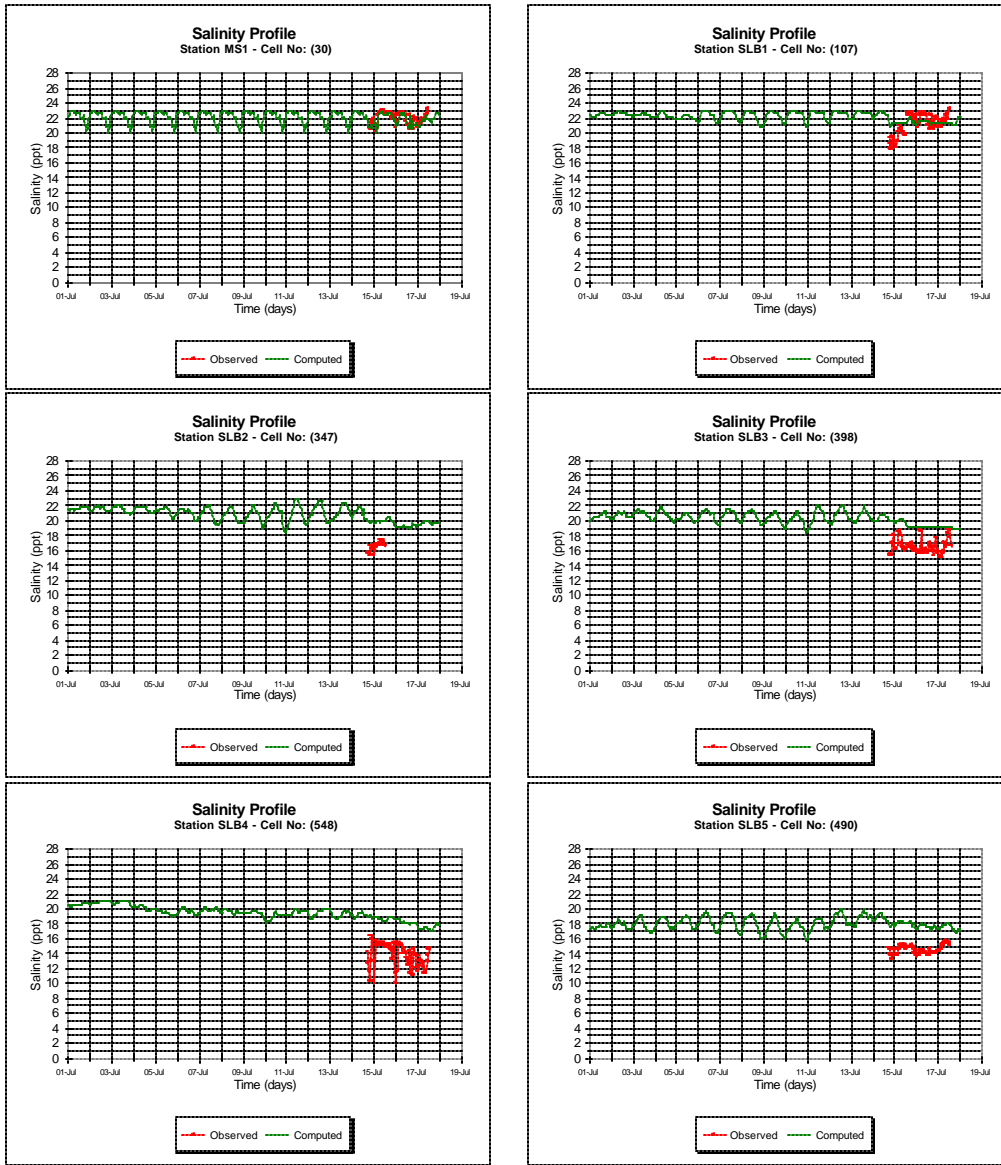 Salinity Profile
Station MS1 - Cell No: (30)
28
26
24
22
20
18
16
14
12
10
8
6
4
2
0
Salinity (ppt)
01-Jul 03-Jul 05-Jul 07-Jul 09-Jul 11-Jul 13-Jul 15-Jul 17-Jul 19-Jul
Time (days)
Observed Computed
Salinity Profile
Station SLB1 - Cell No: (107)
28
26
24
22
20
18
16
14
12
10
8
6
4
2
0
Salinity (ppt)
01-Jul 03-Jul 05-Jul 07-Jul 09-Jul 11-Jul 13-Jul 15-Jul 17-Jul 19-Jul
Time (days)
Observed Computed
Salinity Profile
Station SLB2 - Cell No: (347)
28
26
24
22
20
18
16
14
12
10
8
6
4
2
0
Salinity (ppt)
01-Jul 03-Jul 05-Jul 07-Jul 09-Jul 11-Jul 13-Jul 15-Jul 17-Jul 19-Jul
Time (days)
Observed Computed
Salinity Profile
Station SLB3 - Cell No: (398)
28
26
24
22
20
18
16
14
12
10
8
6
4
2
0
Salinity (ppt)
01-Jul 03-Jul 05-Jul 07-Jul 09-Jul 11-Jul 13-Jul 15-Jul 17-Jul 19-Jul
Time (days)
Observed Computed
Salinity Profile
Station SLB4 - Cell No: (548)
28
26
24
22
20
18
16
14
12
10
8
6
4
2
0
Salinity (ppt)
01-Jul 03-Jul 05-Jul 07-Jul 09-Jul 11-Jul 13-Jul 15-Jul 17-Jul 19-Jul
Time (days)
Observed Computed
Salinity Profile
Station SLB5 - Cell No: (490)
28
26
24
22
20
18
16
14
12
10
8
6
4
2
0
Salinity (ppt)
01-Jul 03-Jul 05-Jul 07-Jul 09-Jul 11-Jul 13-Jul 15-Jul 17-Jul 19-Jul
Time (days)
Observed Computed